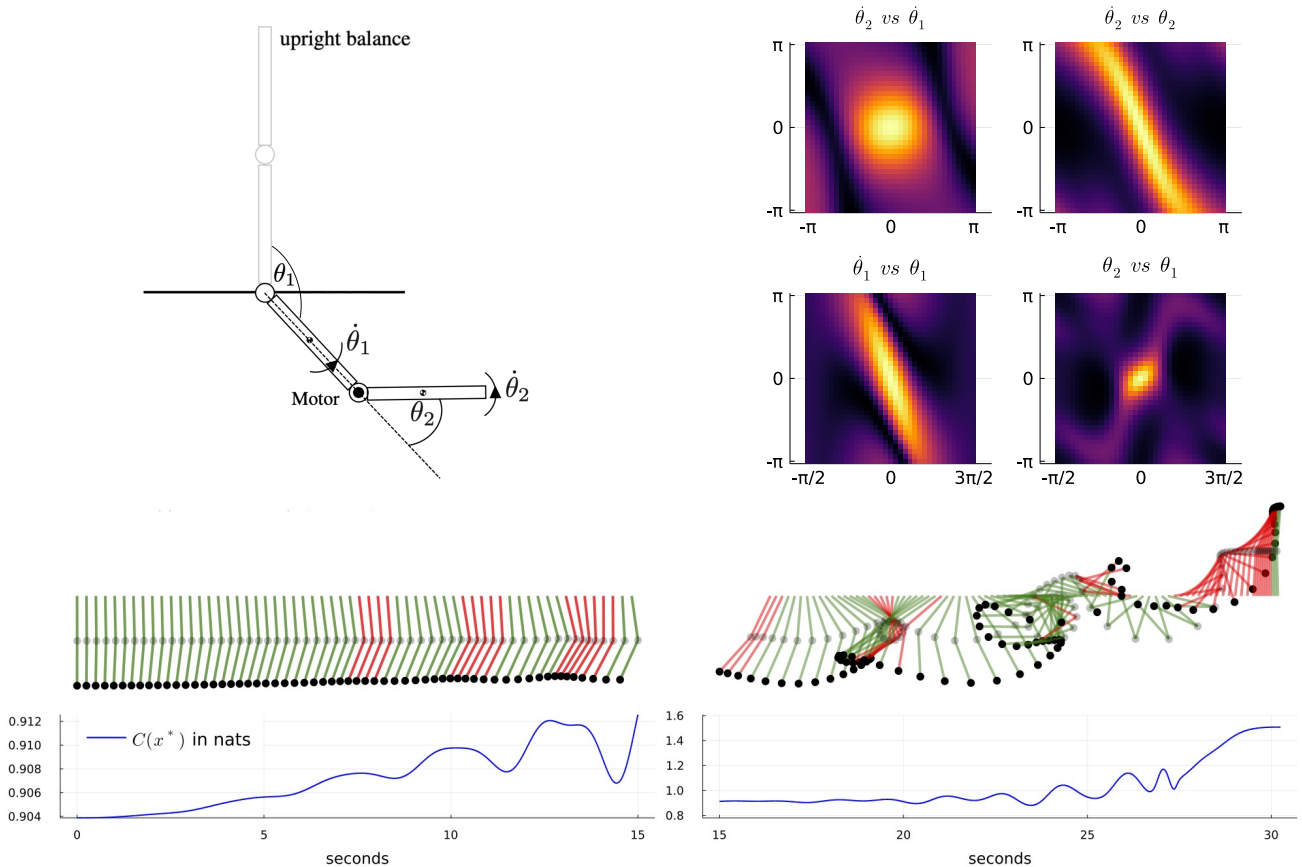 upright balance
θ₁
θ̇₁
Motor
θ₂
θ̇₂
θ̇₂ vs θ̇₁
π
0
-π
-π 0 π
θ̇₂ vs θ₂
π
0
-π
-π 0 π
θ̇₁ vs θ₁
π
0
-π
-π/2 0 3π/2
θ₂ vs θ₁
π
0
-π
-π/2 0 3π/2
0.912
0.910
0.908
0.906
0.904
C(x*) in nats
0 5 10 15
seconds
1.6
1.4
1.2
1.0
0.8
15 20 25 30
seconds